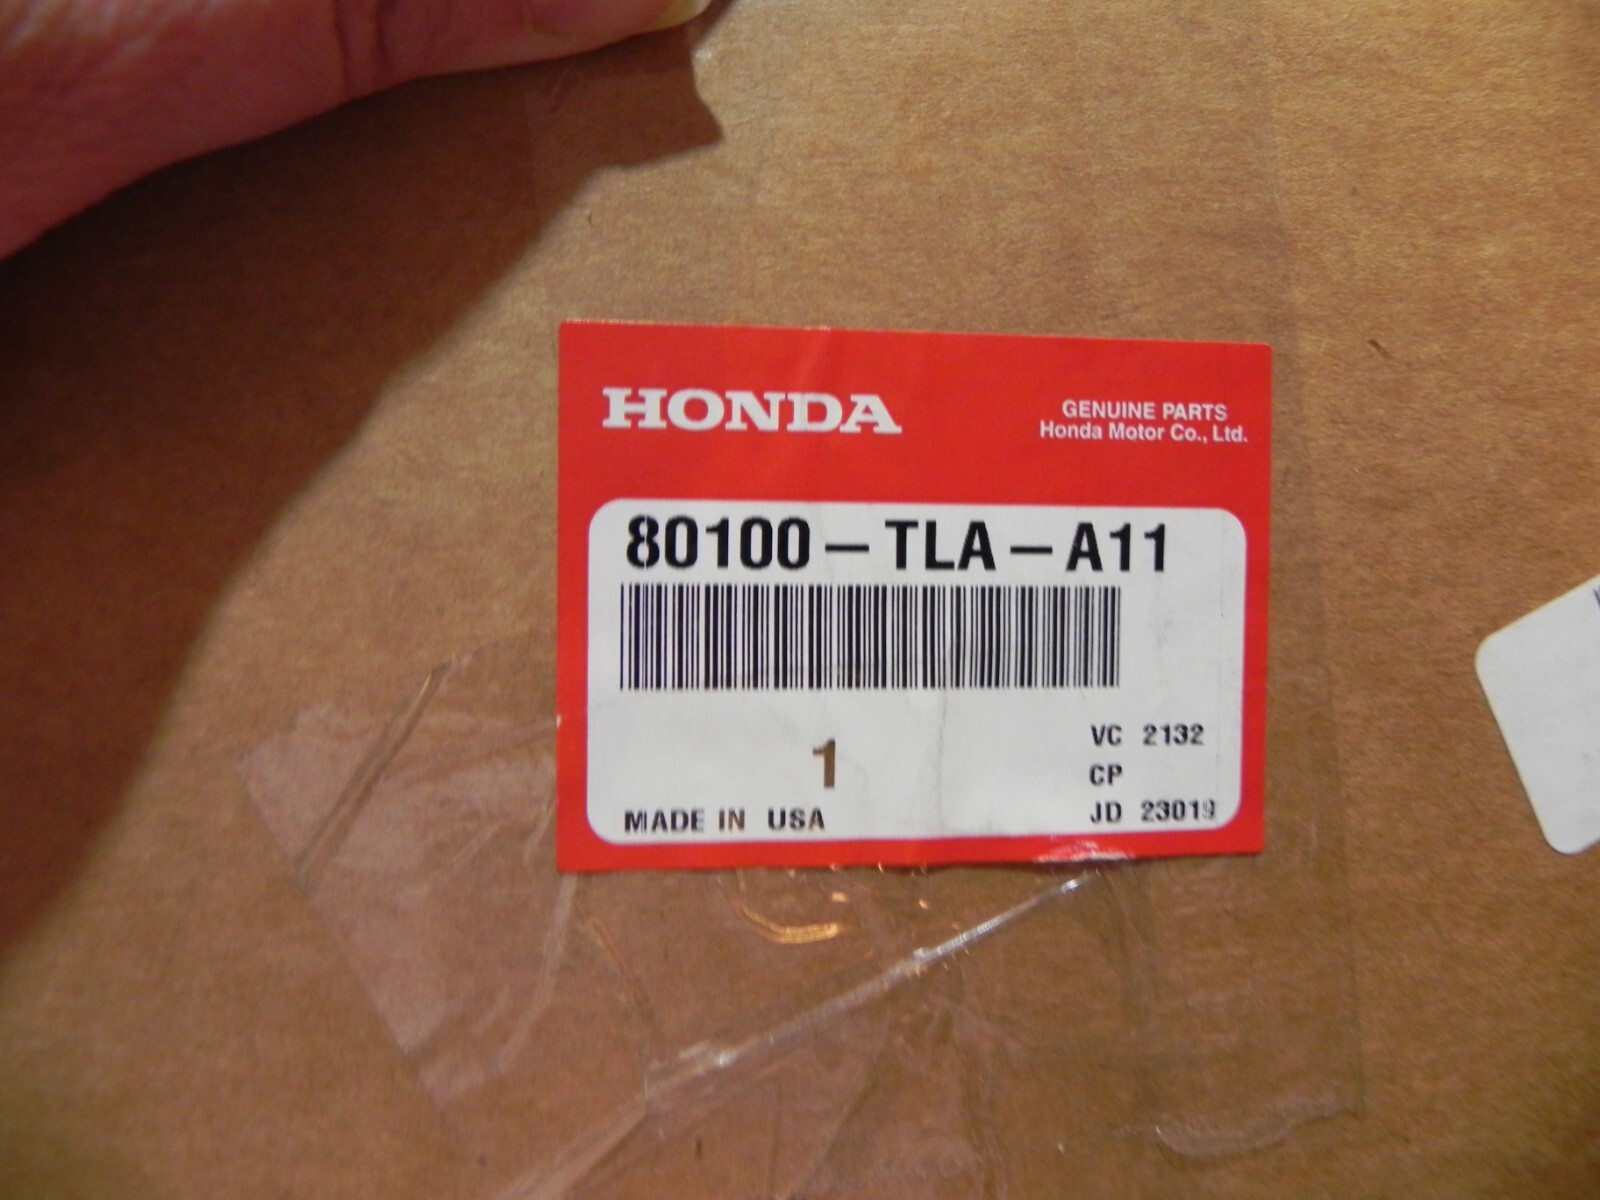 HONDA
GENUINE PARTS
Honda Motor Co., Ltd.
80100-TLA-A11
1
VC 2132
CP
MADE IN USA
JD 23019